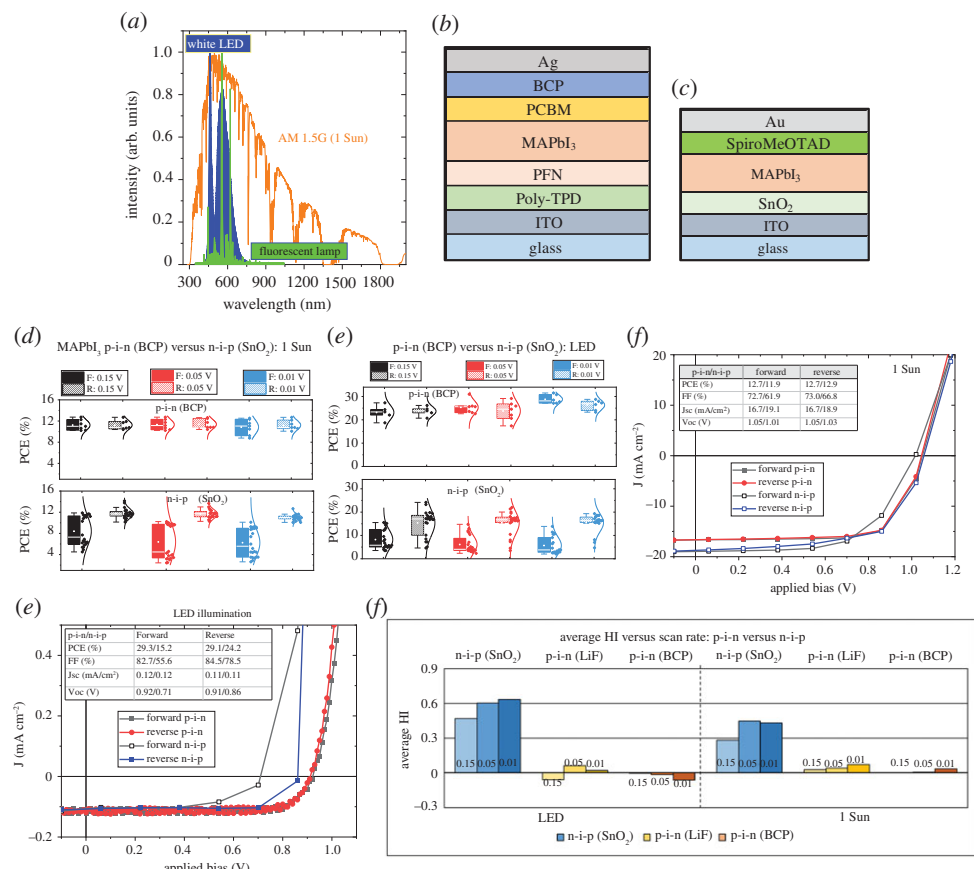 (a)
white LED
1.0
0.8
0.6
0.4
0.2
0
intensity (arb. units)
AM 1.5G (1 Sun)
fluorescent lamp
300 600 900 1200 1500 1800
wavelength (nm)
(b)
Ag
BCP
PCBM
MAPbI3
PFN
Poly-TPD
ITO
glass
(c)
Au
SpiroMeOTAD
MAPbI3
SnO2
ITO
glass
(d)
MAPbI3 p-i-n (BCP) versus n-i-p (SnO2): 1 Sun
F: 0.15 V F: 0.05 V F: 0.01 V
R: 0.15 V R: 0.05 V R: 0.01 V
p-i-n (BCP)
16
12
8
4
PCE (%)
n-i-p (SnO2)
16
12
8
4
PCE (%)
(e)
p-i-n (BCP) versus n-i-p (SnO2): LED
F: 0.15 V F: 0.05 V F: 0.01 V
R: 0.15 V R: 0.05 V R: 0.01 V
p-i-n (BCP)
30
20
10
0
PCE (%)
n-i-p (SnO2)
30
20
10
0
PCE (%)
(f)
1 Sun
p-i-n/n-i-p forward reverse
PCE (%) 12.7/11.9 12.7/12.9
FF (%) 72.7/61.9 73.0/66.8
Jsc (mA/cm2) 16.7/19.1 16.7/18.9
Voc (V) 1.05/1.01 1.05/1.03
forward p-i-n
reverse p-i-n
forward n-i-p
reverse n-i-p
20
10
0
−10
−20
J (mA cm−2)
0 0.2 0.4 0.6 0.8 1.0 1.2
applied bias (V)
(e)
LED illumination
p-i-n/n-i-p Forward Reverse
PCE (%) 29.3/15.2 29.1/24.2
FF (%) 82.7/55.6 84.5/78.5
Jsc (mA/cm2) 0.12/0.12 0.11/0.11
Voc (V) 0.92/0.71 0.91/0.86
forward p-i-n
reverse p-i-n
forward n-i-p
reverse n-i-p
0.4
0.2
0
−0.2
J (mA cm−2)
0 0.2 0.4 0.6 0.8 1.0
applied bias (V)
(f)
average HI versus scan rate: p-i-n versus n-i-p
n-i-p (SnO2) p-i-n (LiF) p-i-n (BCP) n-i-p (SnO2) p-i-n (LiF) p-i-n (BCP)
0.9
0.6
0.3
0
−0.3
average HI
0.15 0.05 0.01 0.15 0.05 0.01 0.15 0.05 0.01 0.15 0.05 0.01 0.15 0.05 0.01 0.15 0.05 0.01
LED 1 Sun
n-i-p (SnO2) p-i-n (LiF) p-i-n (BCP)